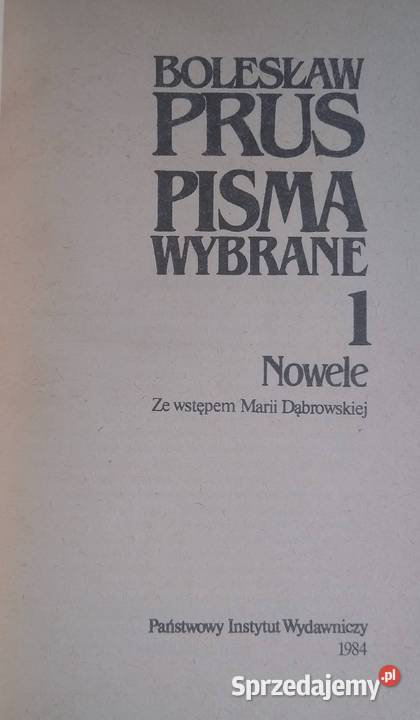 BOLESŁAW
PRUS
PISMA
WYBRANE
1
Nowele
Ze wstępem Marii Dąbrowskiej
Państwowy Instytut Wydawniczy
1984
Sprzedajemy.pl